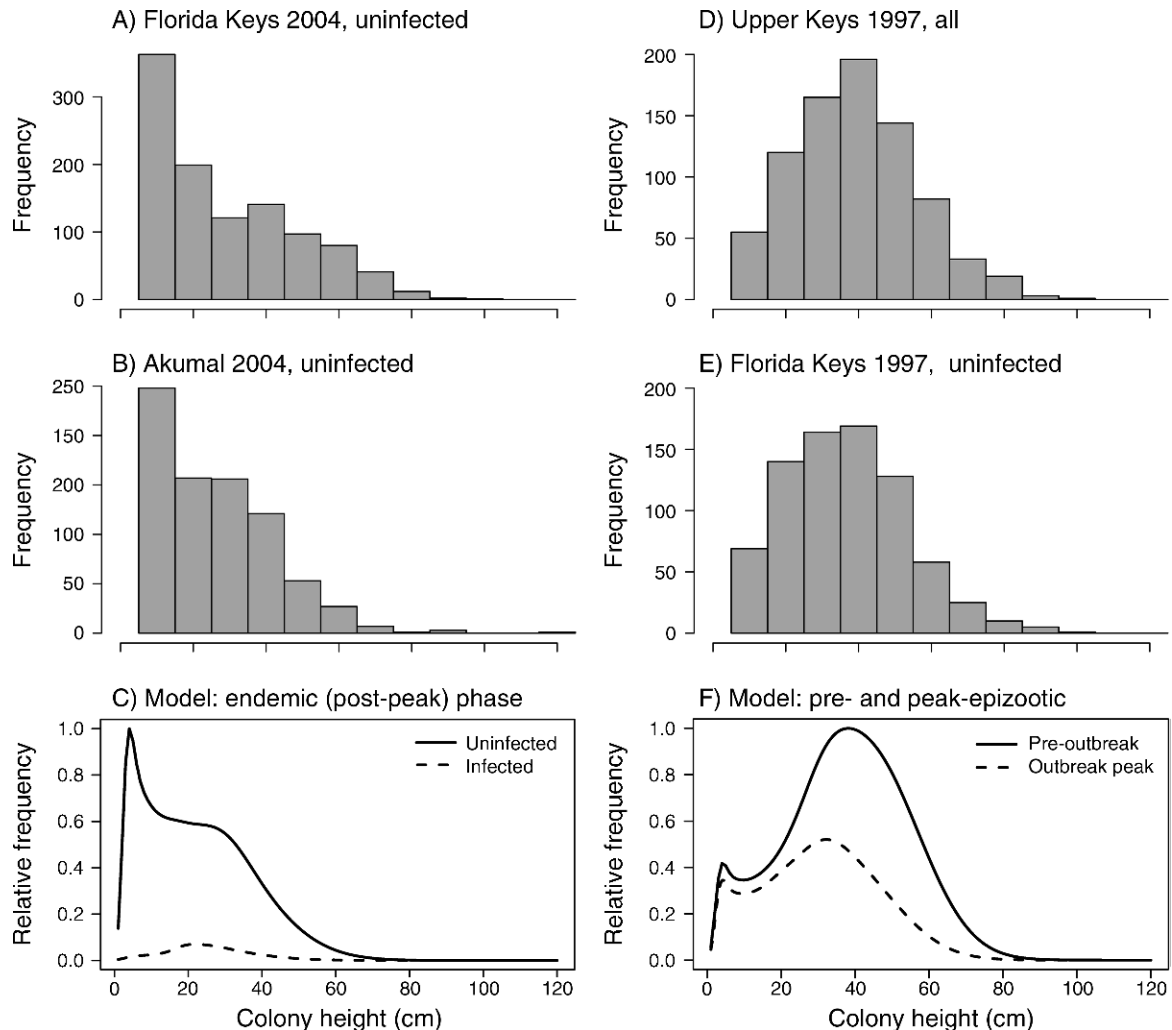 A) Florida Keys 2004, uninfected
Frequency
300
200
100
0
B) Akumal 2004, uninfected
Frequency
250
150
200
100
50
0
C) Model: endemic (post-peak) phase
Relative frequency
1.0
0.8
0.6
0.4
0.2
0.0
Uninfected
Infected
0 20 40 60 80 100 120
Colony height (cm)
D) Upper Keys 1997, all
Frequency
200
150
100
50
0
E) Florida Keys 1997, uninfected
Frequency
200
150
100
50
0
F) Model: pre- and peak-epizootic
Relative frequency
1.0
0.8
0.6
0.4
0.2
0.0
Pre-outbreak
Outbreak peak
0 20 40 60 80 100 120
Colony height (cm)